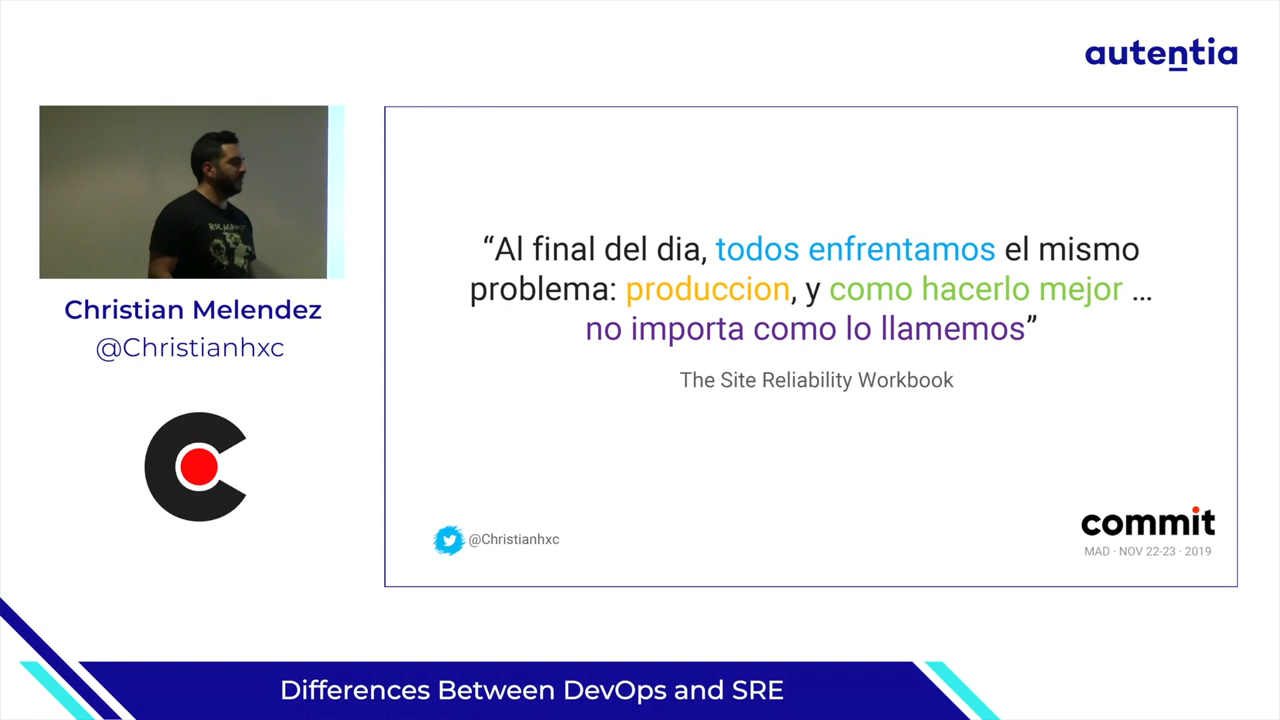 autentia
Christian Melendez
@Christianhxc
“Al final del dia, todos enfrentamos el mismo
problema: produccion, y como hacerlo mejor ...
no importa como lo llamemos”
The Site Reliability Workbook
@Christianhxc
commit
MAD · NOV 22-23 · 2019
Differences Between DevOps and SRE